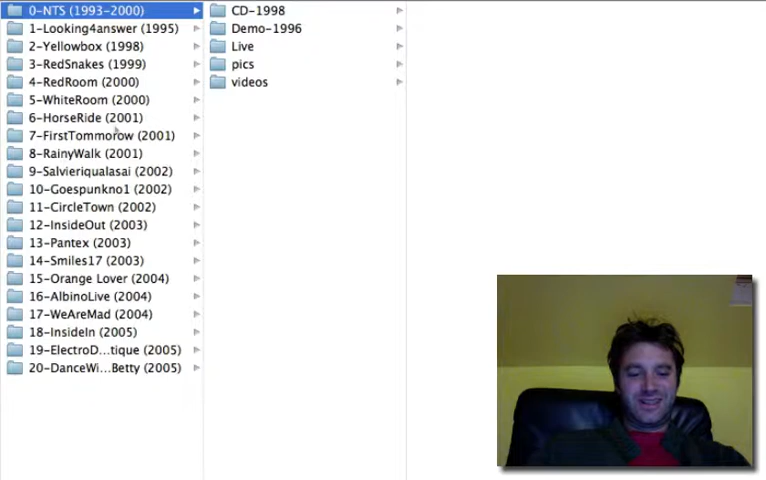 0-NTS (1993-2000)
1-Looking4answer (1995)
2-Yellowbox (1998)
3-RedSnakes (1999)
4-RedRoom (2000)
5-WhiteRoom (2000)
6-HorseRide (2001)
7-FirstTommorow (2001)
8-RainyWalk (2001)
9-Salvieriqualasai (2002)
10-Goespunkno1 (2002)
11-CircleTown (2002)
12-InsideOut (2003)
13-Pantex (2003)
14-Smiles17 (2003)
15-Orange Lover (2004)
16-AlbinoLive (2004)
17-WeAreMad (2004)
18-InsideIn (2005)
19-ElectroD...tique (2005)
20-DanceWi...Betty (2005)
CD-1998
Demo-1996
Live
pics
videos